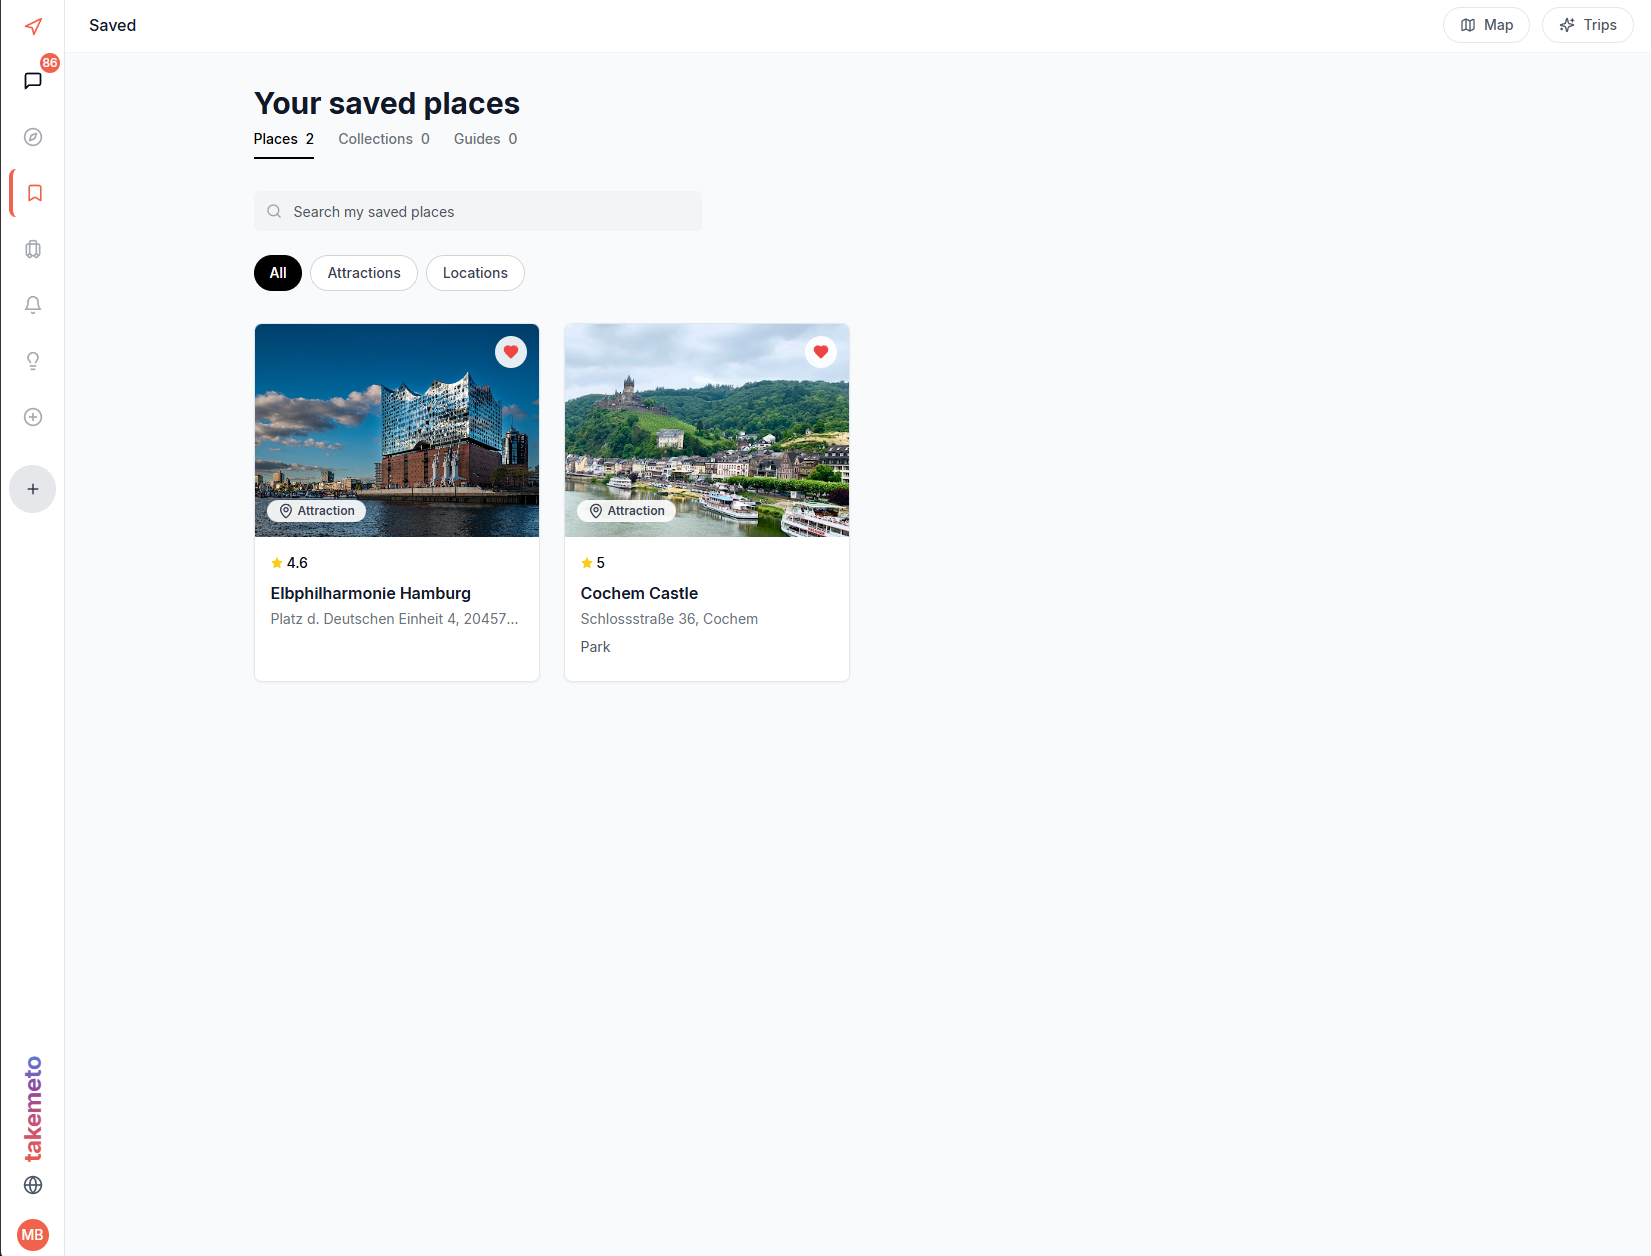 Saved
Map
Trips
86
Your saved places
Places 2
Collections 0
Guides 0
Search my saved places
All
Attractions
Locations
Attraction
4.6
Elbphilharmonie Hamburg
Platz d. Deutschen Einheit 4, 20457...
Attraction
5
Cochem Castle
Schlossstraße 36, Cochem
Park
takemeto
MB